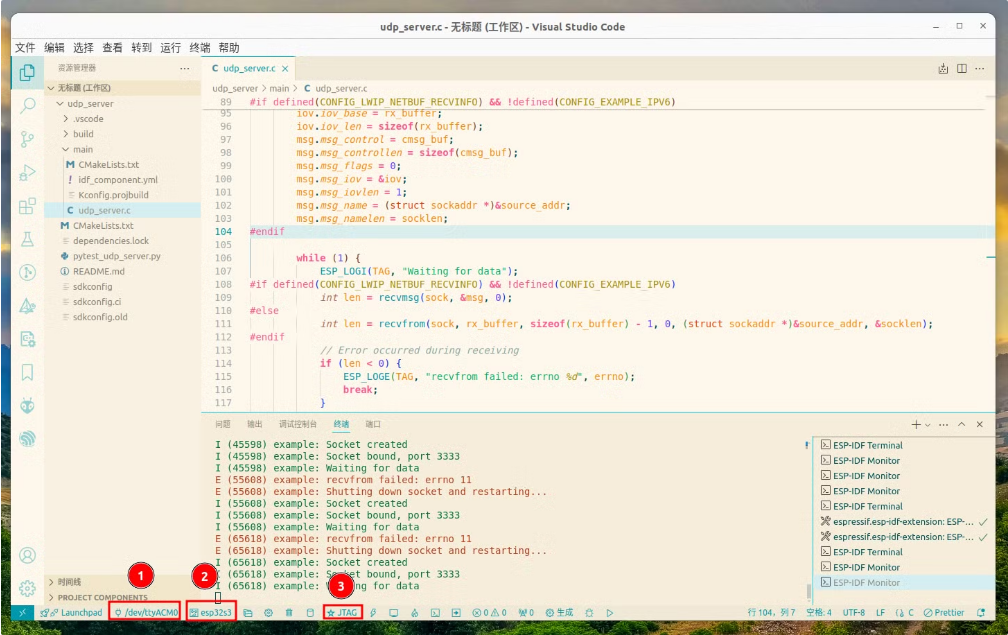 udp_server.c - 无标题 (工作区) - Visual Studio Code
文件 编辑 选择 查看 转到 运行 终端 帮助
资源管理器 ···
无标题 (工作区)
udp_server
.vscode
build
main
M CMakeLists.txt
! idf_component.yml
Kconfig.projbuild
C udp_server.c
M CMakeLists.txt
dependencies.lock
pytest_udp_server.py
README.md
sdkconfig
sdkconfig.ci
sdkconfig.old
时间线
PROJECT COMPONENTS
C udp_server.c ×
udp_server > main > C udp_server.c
89 #if defined(CONFIG_LWIP_NETBUF_RECVINFO) && !defined(CONFIG_EXAMPLE_IPV6)
95 iov.iov_base = rx_buffer;
96 iov.iov_len = sizeof(rx_buffer);
97 msg.msg_control = cmsg_buf;
98 msg.msg_controllen = sizeof(cmsg_buf);
99 msg.msg_flags = 0;
100 msg.msg_iov = &iov;
101 msg.msg_iovlen = 1;
102 msg.msg_name = (struct sockaddr *)&source_addr;
103 msg.msg_namelen = socklen;
104 #endif
105
106 while (1) {
107 ESP_LOGI(TAG, "Waiting for data");
108 #if defined(CONFIG_LWIP_NETBUF_RECVINFO) && !defined(CONFIG_EXAMPLE_IPV6)
109 int len = recvmsg(sock, &msg, 0);
110 #else
111 int len = recvfrom(sock, rx_buffer, sizeof(rx_buffer) - 1, 0, (struct sockaddr *)&source_addr, &socklen);
112 #endif
113 // Error occurred during receiving
114 if (len < 0) {
115 ESP_LOGE(TAG, "recvfrom failed: errno %d", errno);
116 break;
117 }
问题 输出 调试控制台 终端 端口
I (45598) example: Socket created
I (45598) example: Socket bound, port 3333
I (45598) example: Waiting for data
E (55608) example: recvfrom failed: errno 11
E (55608) example: Shutting down socket and restarting...
I (55608) example: Socket created
I (55608) example: Socket bound, port 3333
I (55608) example: Waiting for data
E (65618) example: recvfrom failed: errno 11
E (65618) example: Shutting down socket and restarting...
I (65618) example: Socket created
I (65618) example: bound, port 3333
I (65618) example: for data
ESP-IDF Terminal
ESP-IDF Monitor
ESP-IDF Monitor
ESP-IDF Monitor
ESP-IDF Terminal
espressif.esp-idf-extension: ESP-...
espressif.esp-idf-extension: ESP-...
ESP-IDF Terminal
ESP-IDF Monitor
ESP-IDF Monitor
1
2
3
Launchpad /dev/ttyACM0 esp32s3 JTAG 0 0 0 生成 行 104，列 7 空格: 4 UTF-8 LF C Prettier